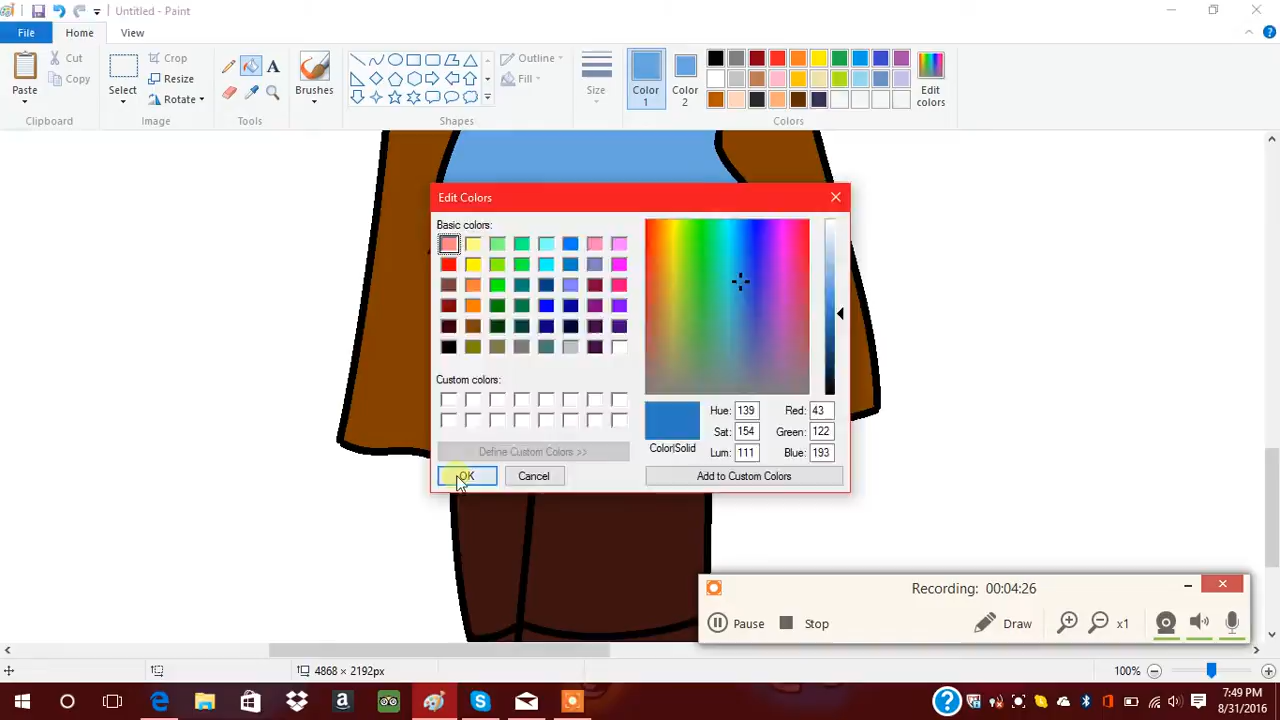 Untitled - Paint
File Home View
Paste
Cut
Copy
Clipboard
Select
Crop
Resize
Rotate
Image
A
Tools
Brushes
Outline
Fill
Shapes
Size
Color 1
Color 2
Edit colors
Colors
Edit Colors
Basic colors:
Custom colors:
Define Custom Colors >>
OK Cancel
Color|Solid
Hue: 139 Red: 43
Sat: 154 Green: 122
Lum: 111 Blue: 193
Add to Custom Colors
Recording: 00:04:26
Pause Stop Draw x1
4868 × 2192px
100%
7:49 PM
8/31/2016